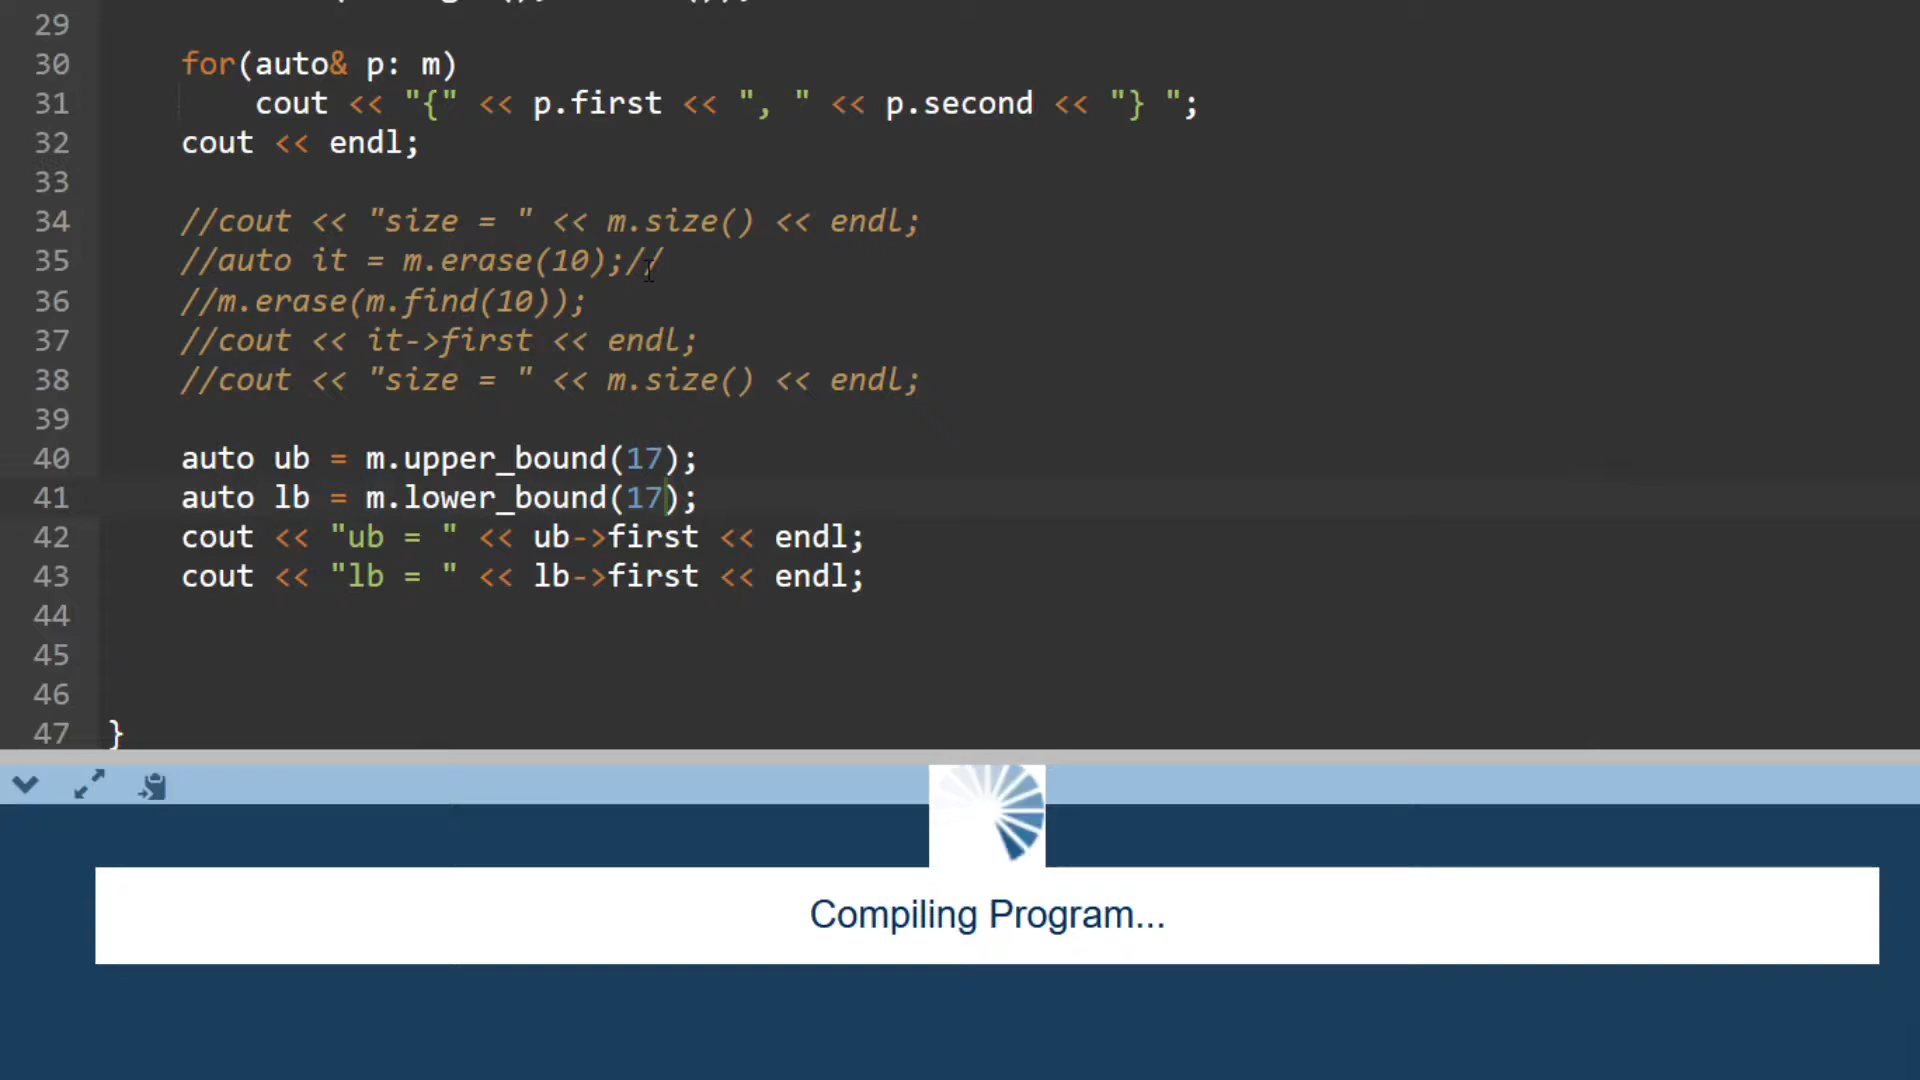 29
30 for(auto& p: m)
31 cout << "{" << p.first << ", " << p.second << "} ";
32 cout << endl;
33
34 //cout << "size = " << m.size() << endl;
35 //auto it = m.erase(10);//
36 //m.erase(m.find(10));
37 //cout << it->first << endl;
38 //cout << "size = " << m.size() << endl;
39
40 auto ub = m.upper_bound(17);
41 auto lb = m.lower_bound(17);
42 cout << "ub = " << ub->first << endl;
43 cout << "lb = " << lb->first << endl;
44
45
46
47 }
Compiling Program...